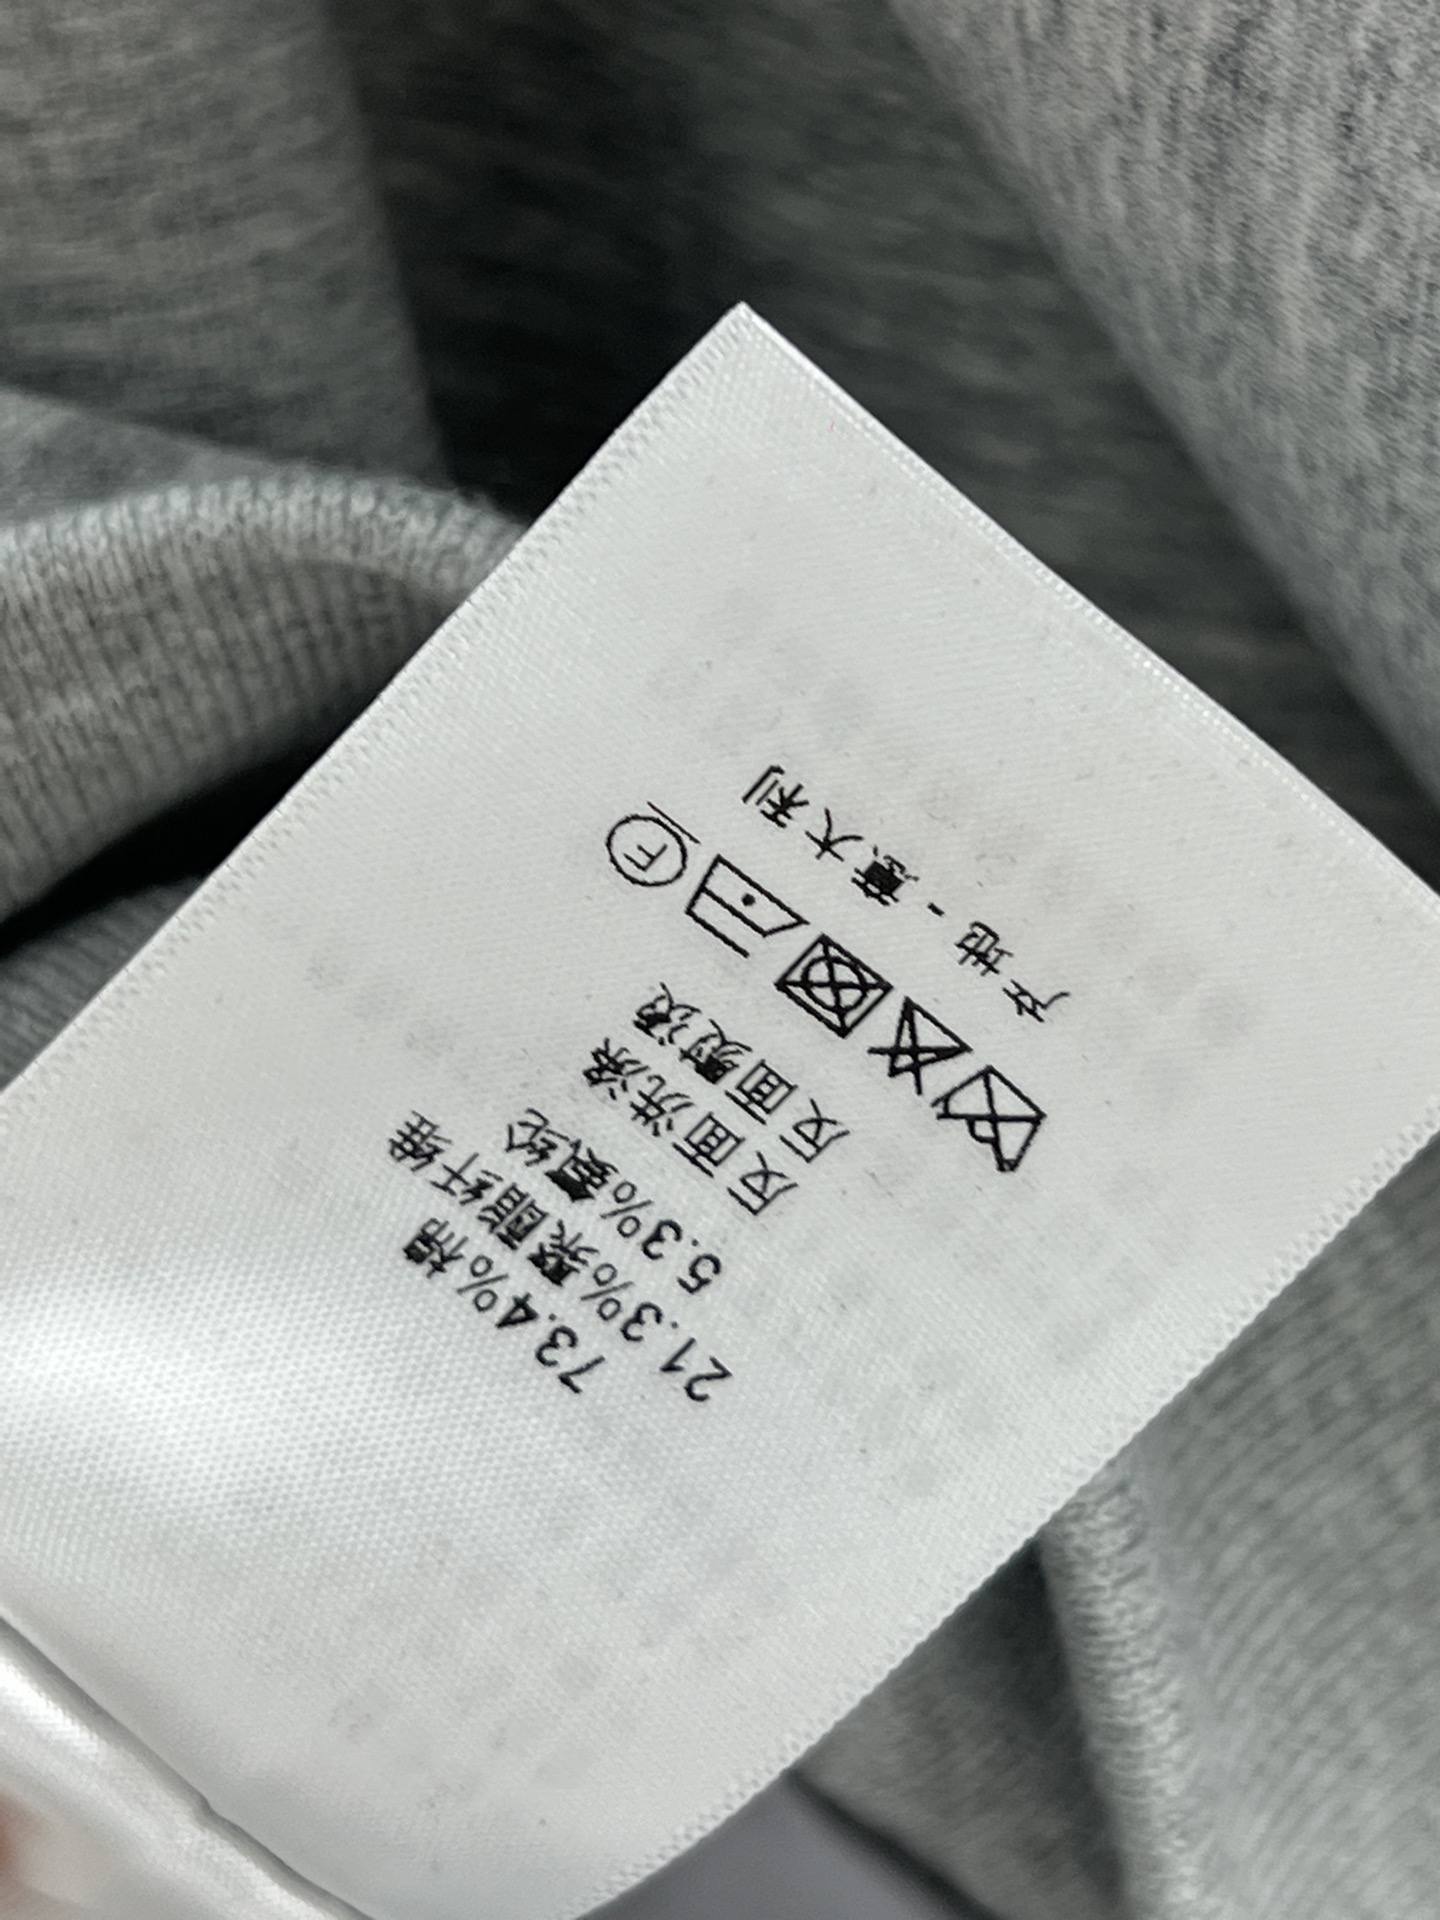 73.4%棉
21.3%聚酯纤维
5.3%氨纶
反面洗涤
反面熨烫
F
产地-意大利